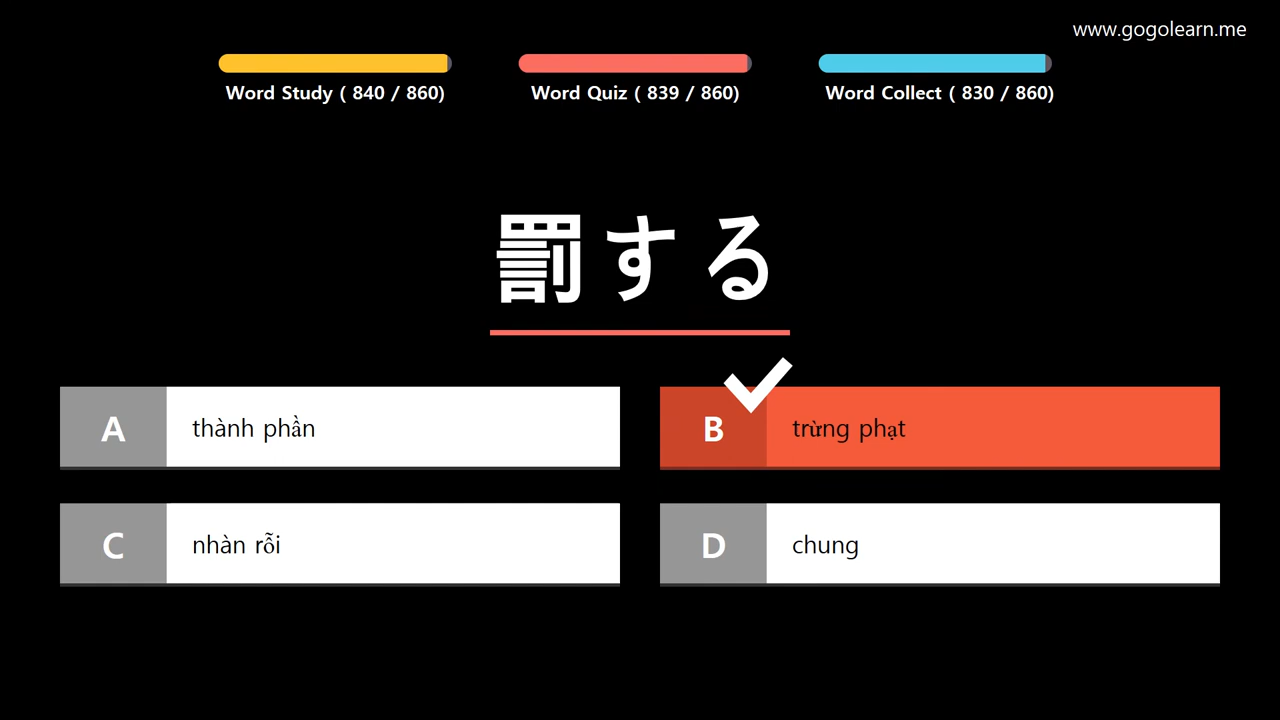 www.gogolearn.me
Word Study ( 840 / 860)
Word Quiz ( 839 / 860)
Word Collect ( 830 / 860)
罰する
A thành phần
B trừng phạt
C nhàn rỗi
D chung